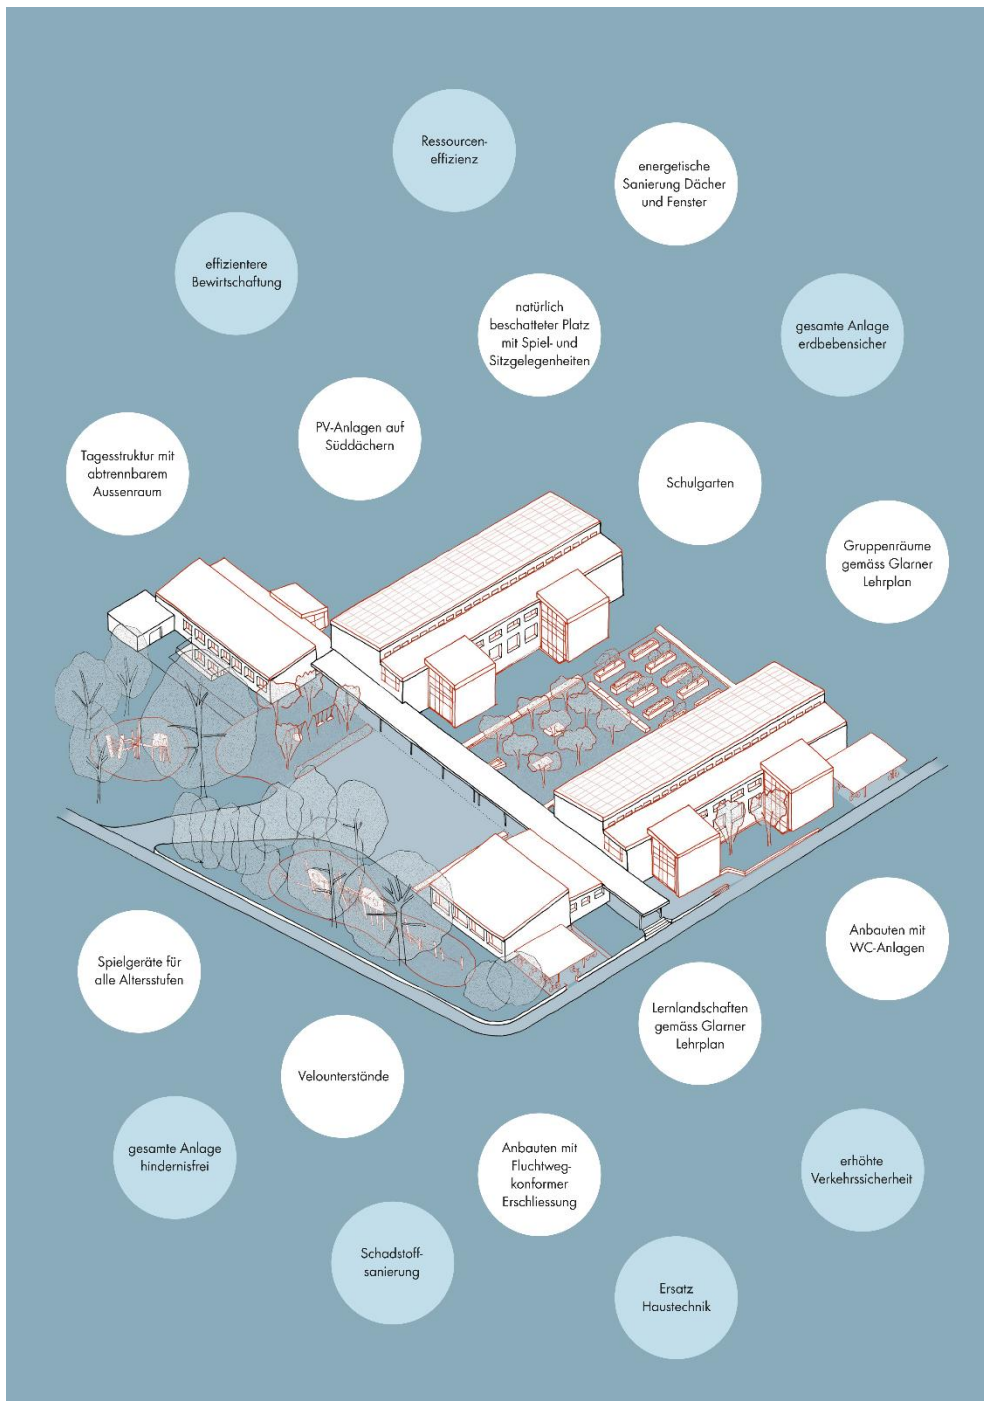 Ressourcen-
effizienz
energetische
Sanierung Dächer
und Fenster
effizientere
Bewirtschaftung
natürlich
beschatteter Platz
mit Spiel- und
Sitzgelegenheiten
gesamte Anlage
erdbebensicher
PV-Anlagen auf
Süddächern
Tagesstruktur mit
abtrennbarem
Aussenraum
Schulgarten
Gruppenräume
gemäss Glarner
Lehrplan
Anbauten mit
WC-Anlagen
Spielgeräte für
alle Altersstufen
Lernlandschaften
gemäss Glarner
Lehrplan
Velounterstände
gesamte Anlage
hindernisfrei
Anbauten mit
Fluchtweg-
konformer
Erschliessung
erhöhte
Verkehrssicherheit
Schadstoff-
sanierung
Ersatz
Haustechnik